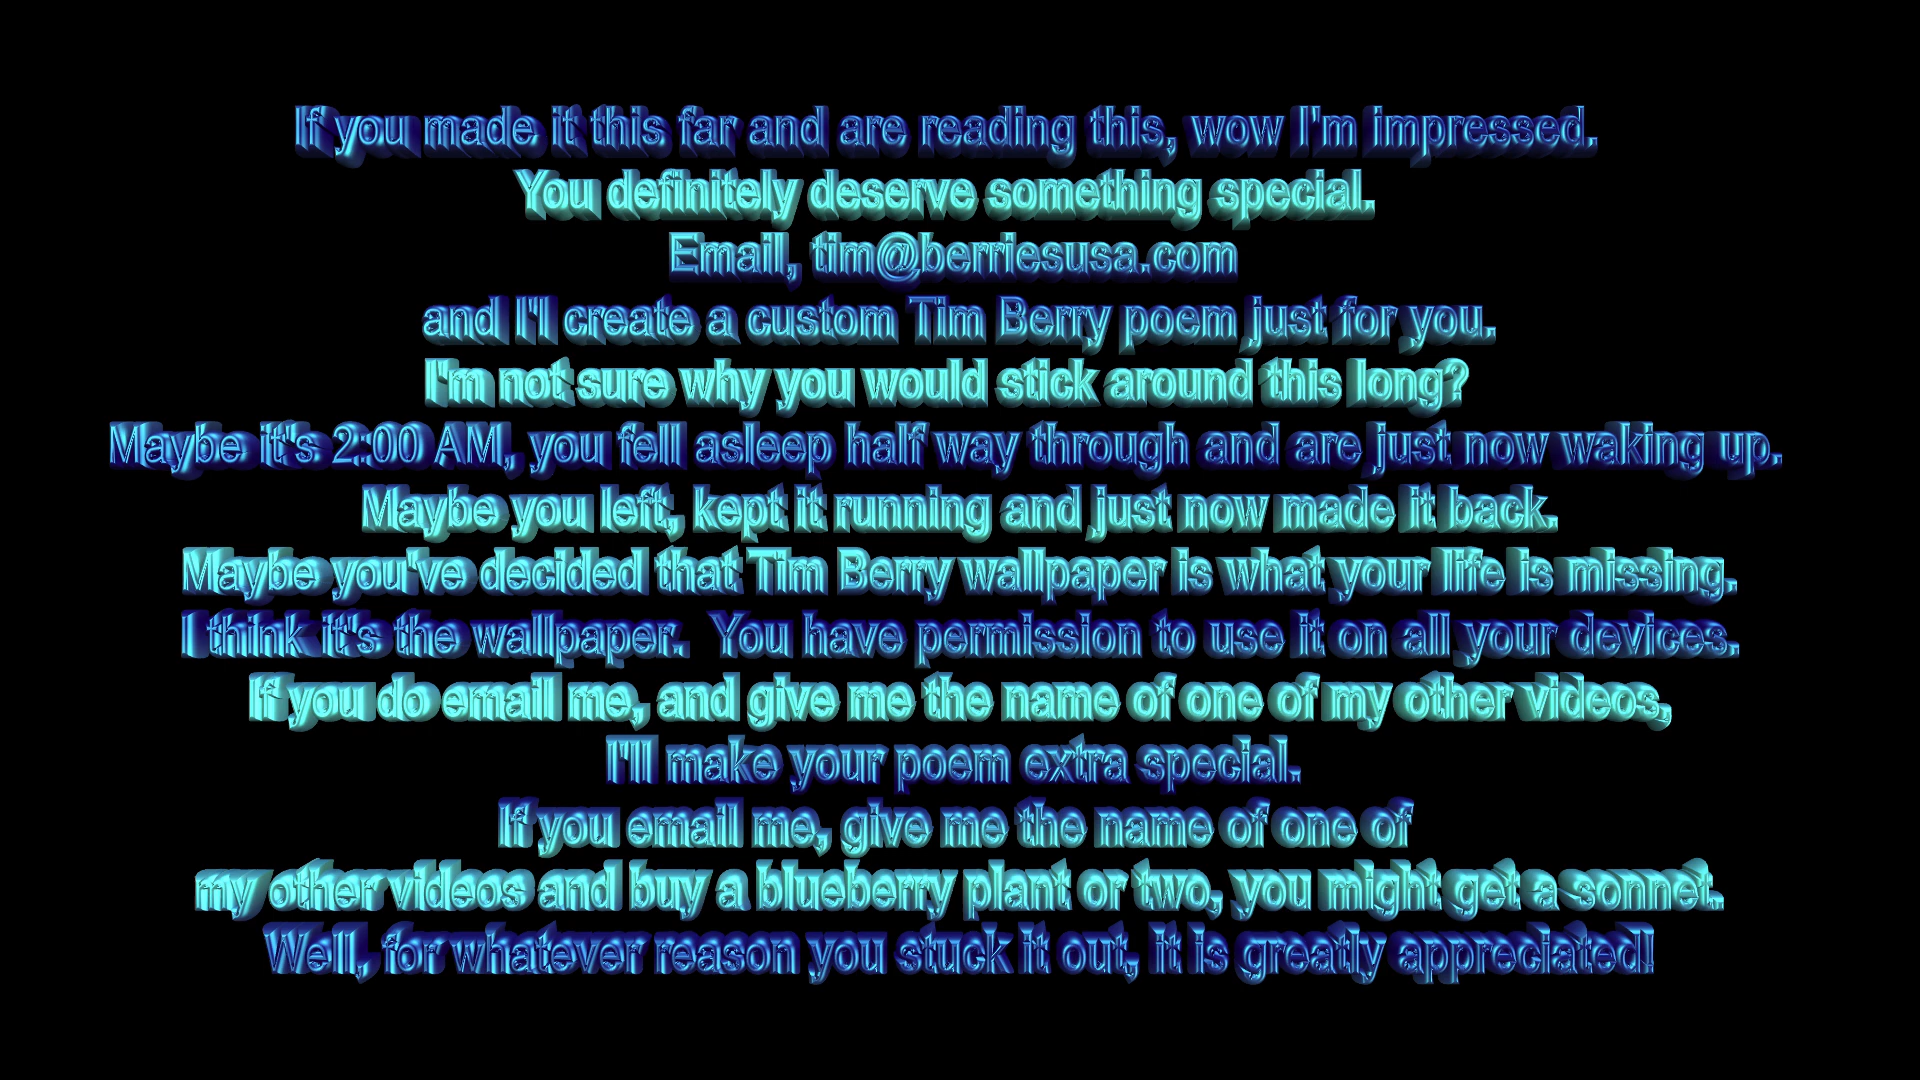 If you made it this far and are reading this, wow I'm impressed.
You definitely deserve something special.
Email, tim@berriesusa.com
and I'l create a custom Tim Berry poem just for you.
I'm not sure why you would stick around this long?
Maybe it's 2:00 AM, you fell asleep half way through and are just now waking up.
Maybe you left, kept it running and just now made it back.
Maybe you've decided that Tim Berry wallpaper is what your life is missing.
I think it's the wallpaper.  You have permission to use it on all your devices.
If you do email me, and give me the name of one of my other videos,
I'll make your poem extra special.
If you email me, give me the name of one of
my other videos and buy a blueberry plant or two, you might get a sonnet.
Well, for whatever reason you stuck it out, it is greatly appreciated!